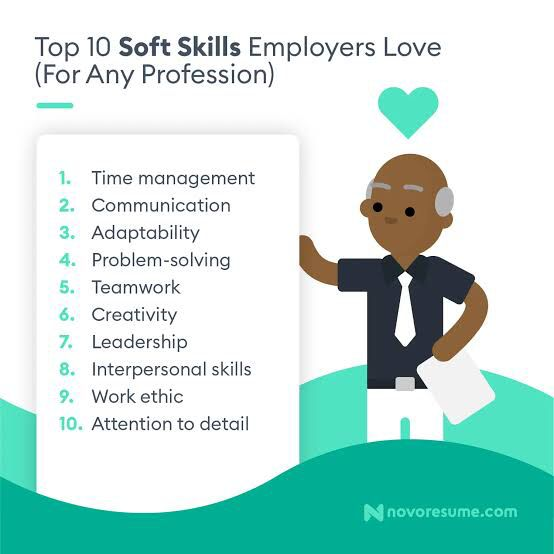 Top 10 Soft Skills Employers Love
(For Any Profession)
1. Time management
2. Communication
3. Adaptability
4. Problem-solving
5. Teamwork
6. Creativity
7. Leadership
8. Interpersonal skills
9. Work ethic
10. Attention to detail
novoresume.com